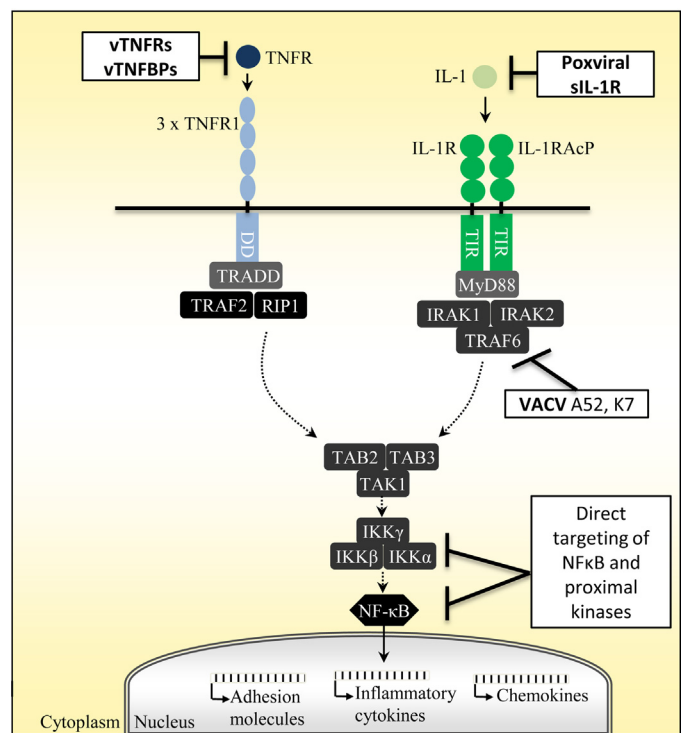 vTNFRs
vTNFBPs
TNFR
IL-1
Poxviral
sIL-1R
3 x TNFR1
IL-1R
IL-1RAcP
DD
TIR
TIR
TRADD
MyD88
TRAF2
RIP1
IRAK1
IRAK2
TRAF6
VACV A52, K7
TAB2
TAB3
TAK1
IKKγ
IKKβ
IKKα
Direct
targeting of
NFκB and
proximal
kinases
NF-κB
Adhesion
molecules
Inflammatory
cytokines
Chemokines
Cytoplasm
Nucleus